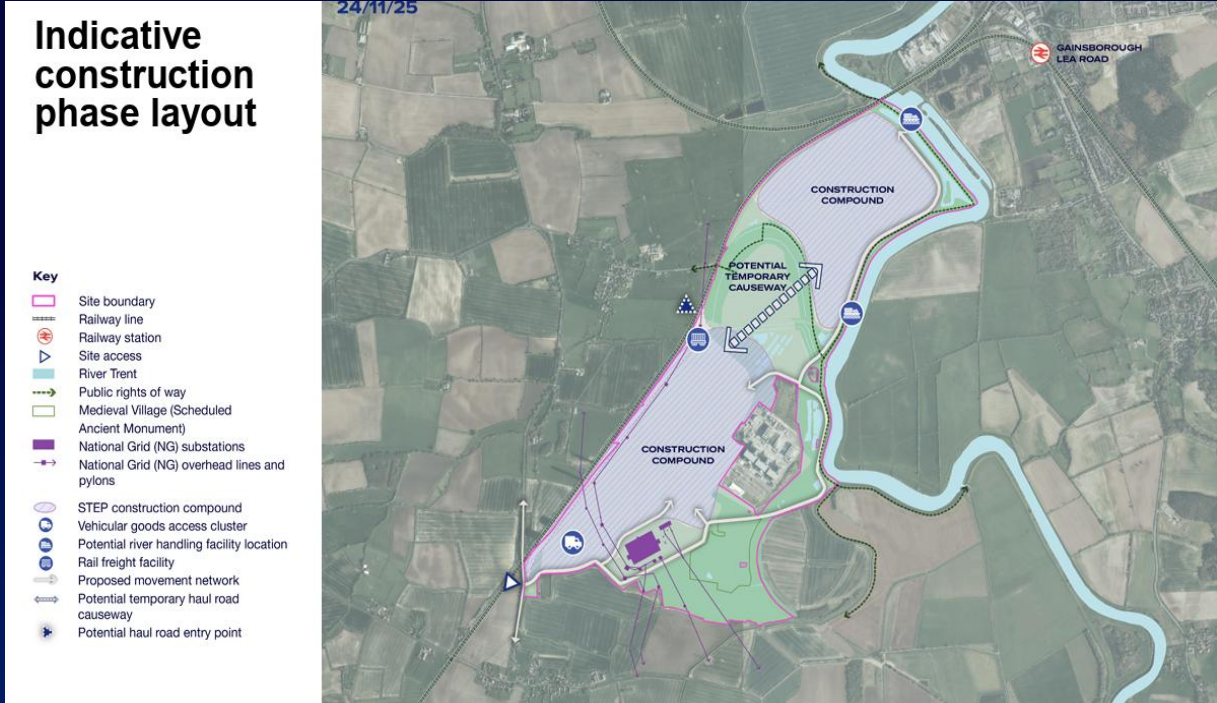 24/11/25
Indicative
construction
phase layout
GAINSBOROUGH
LEA ROAD
CONSTRUCTION
COMPOUND
POTENTIAL
TEMPORARY
CAUSEWAY
CONSTRUCTION
COMPOUND
Key
Site boundary
Railway line
Railway station
Site access
River Trent
Public rights of way
Medieval Village (Scheduled
Ancient Monument)
National Grid (NG) substations
National Grid (NG) overhead lines and
pylons
STEP construction compound
Vehicular goods access cluster
Potential river handling facility location
Rail freight facility
Proposed movement network
Potential temporary haul road
causeway
Potential haul road entry point